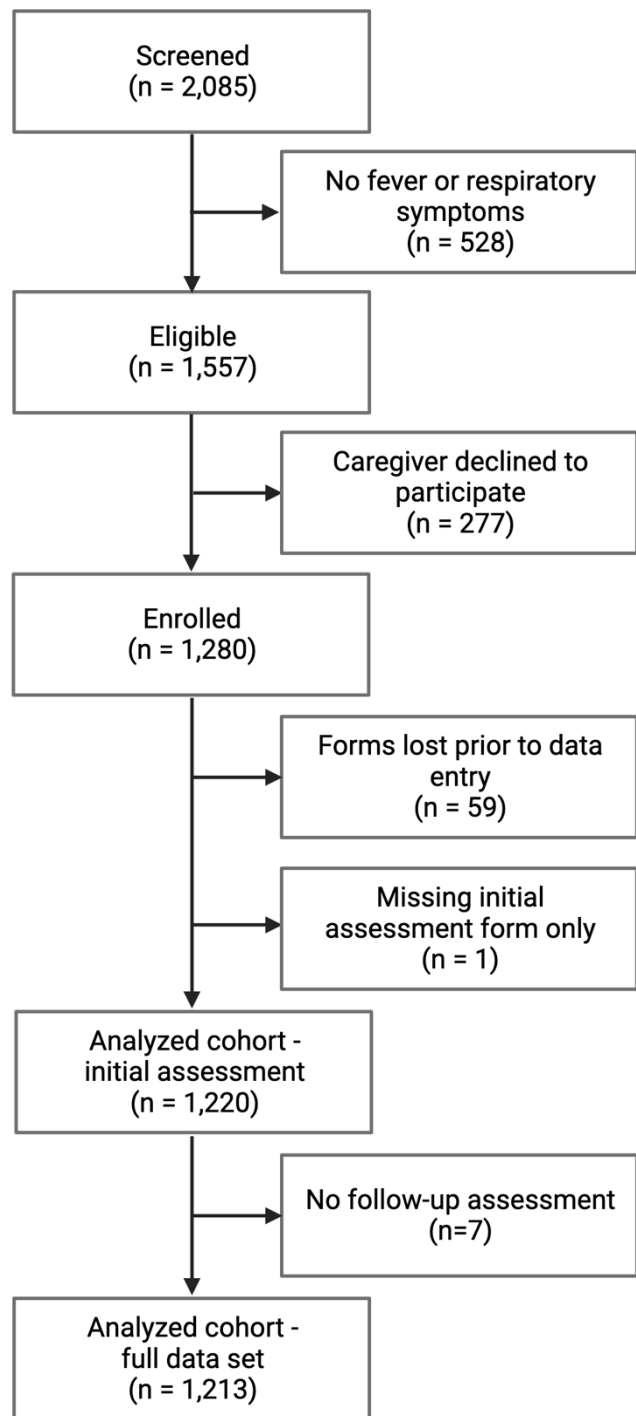 Screened
(n = 2,085)
No fever or respiratory
symptoms
(n = 528)
Eligible
(n = 1,557)
Caregiver declined to
participate
(n = 277)
Enrolled
(n = 1,280)
Forms lost prior to data
entry
(n = 59)
Missing initial
assessment form only
(n = 1)
Analyzed cohort -
initial assessment
(n = 1,220)
No follow-up assessment
(n=7)
Analyzed cohort -
full data set
(n = 1,213)